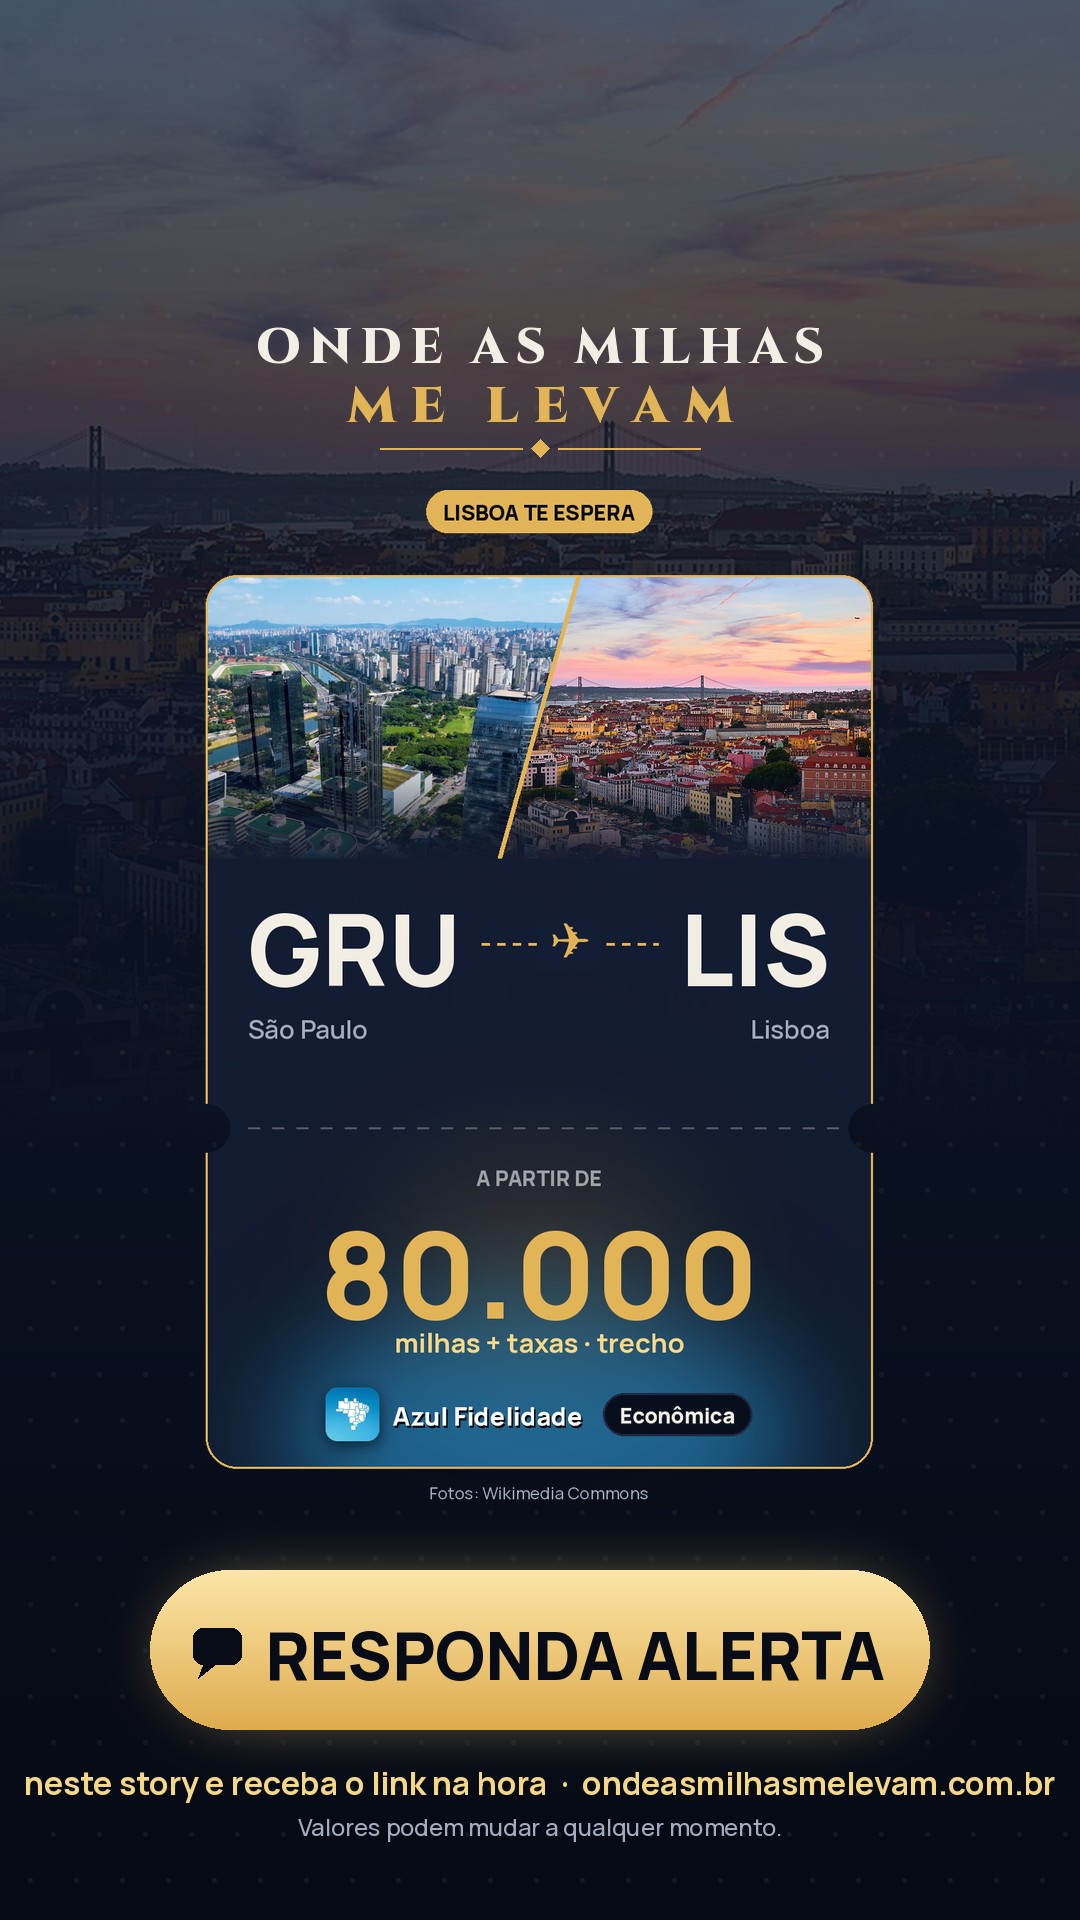 ONDE AS MILHAS
ME LEVAM
LISBOA TE ESPERA
GRU
LIS
São Paulo
Lisboa
A PARTIR DE
80.000
milhas + taxas · trecho
Azul Fidelidade
Econômica
Fotos: Wikimedia Commons
RESPONDA ALERTA
neste story e receba o link na hora · ondeasmilhasmelevam.com.br
Valores podem mudar a qualquer momento.